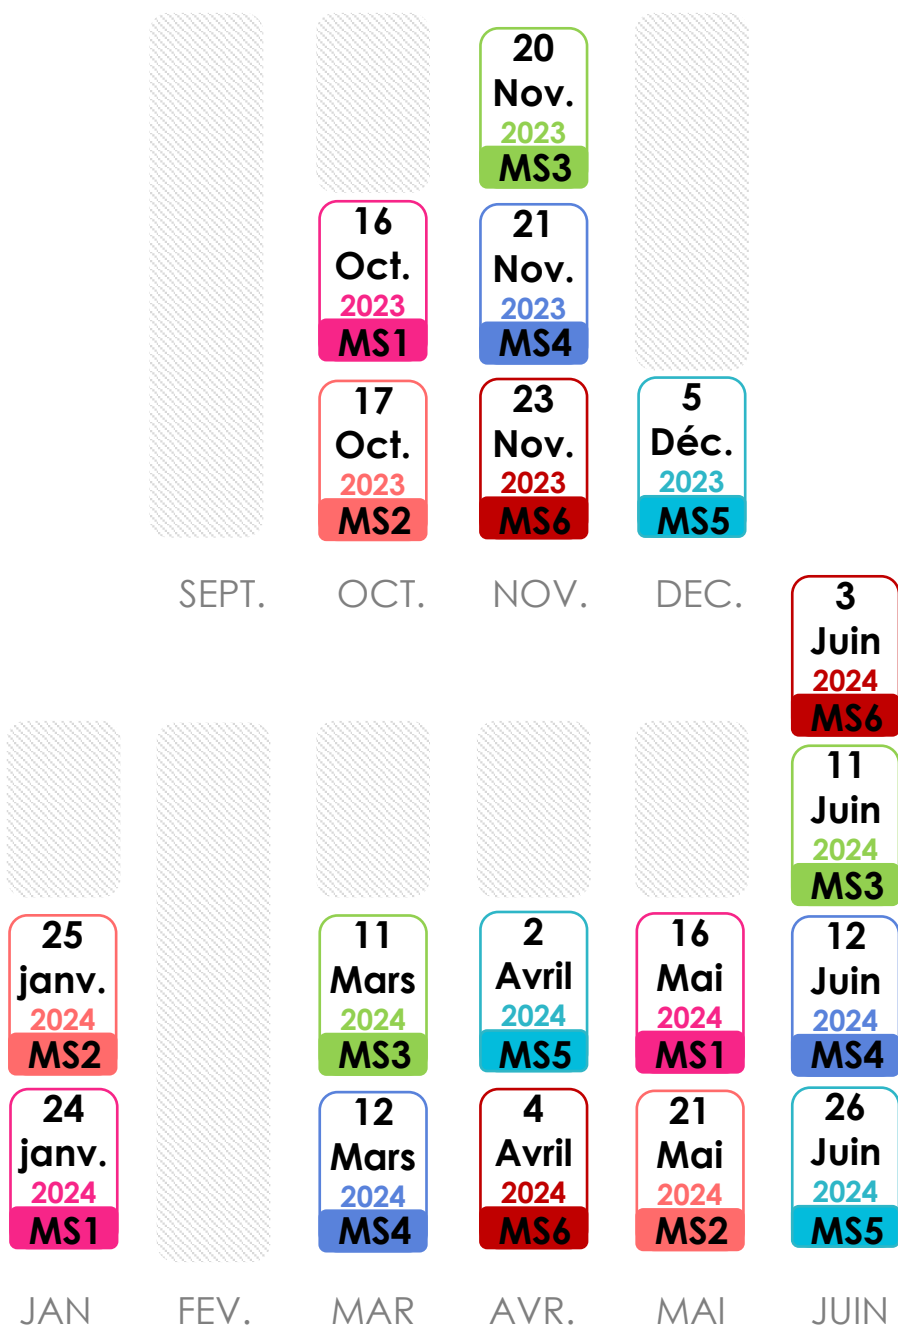 20
Nov.
2023
MS3
16
Oct.
2023
MS1
21
Nov.
2023
MS4
17
Oct.
2023
MS2
23
Nov.
2023
MS6
5
Déc.
2023
MS5
SEPT.
OCT.
NOV.
DEC.
3
Juin
2024
MS6
11
Juin
2024
MS3
25
janv.
2024
MS2
11
Mars
2024
MS3
2
Avril
2024
MS5
16
Mai
2024
MS1
12
Juin
2024
MS4
24
janv.
2024
MS1
12
Mars
2024
MS4
4
Avril
2024
MS6
21
Mai
2024
MS2
26
Juin
2024
MS5
JAN
FEV.
MAR
AVR.
MAI
JUIN